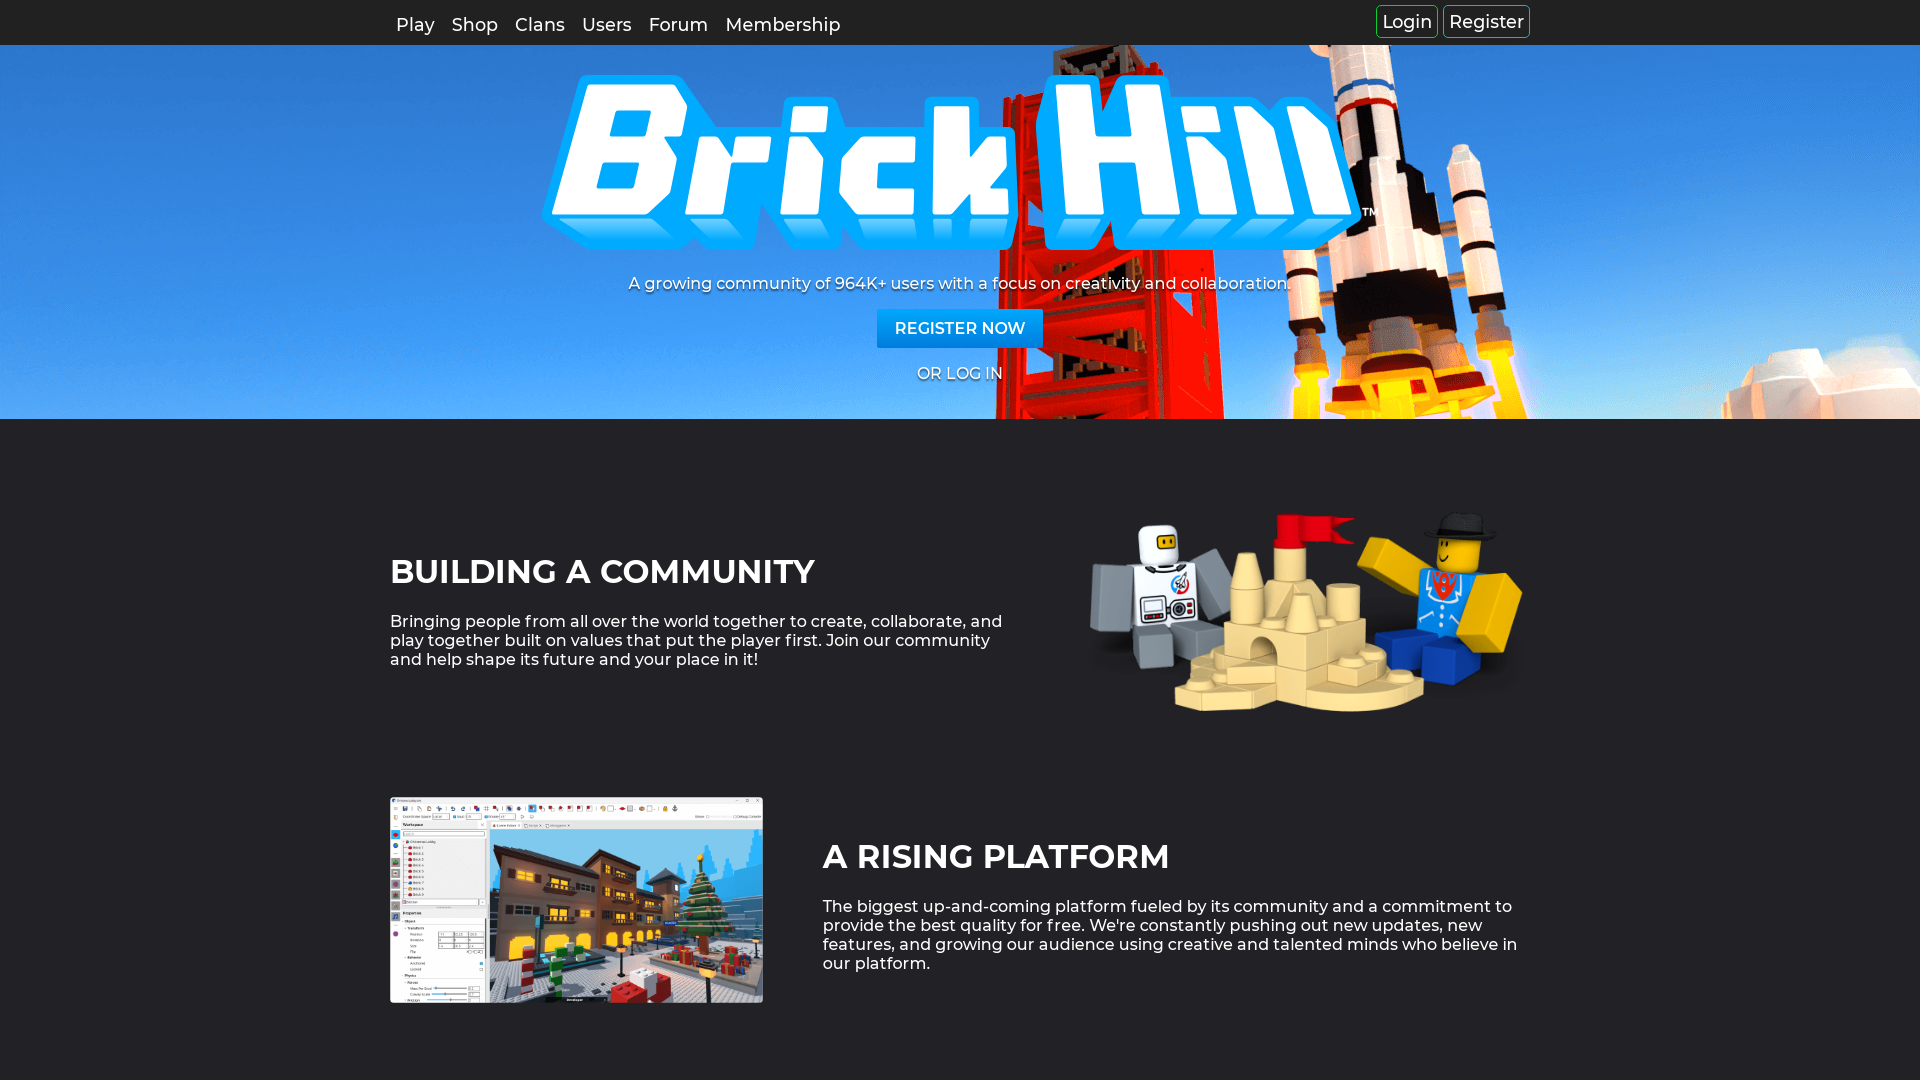 Play Shop Clans Users Forum Membership Login Register
Brick Hill™
A growing community of 964K+ users with a focus on creativity and collaboration.
REGISTER NOW
OR LOG IN
BUILDING A COMMUNITY
Bringing people from all over the world together to create, collaborate, and
play together built on values that put the player first. Join our community
and help shape its future and your place in it!
Workspace
Properties
A RISING PLATFORM
The biggest up-and-coming platform fueled by its community and a commitment to
provide the best quality for free. We're constantly pushing out new updates, new
features, and growing our audience using creative and talented minds who believe in
our platform.